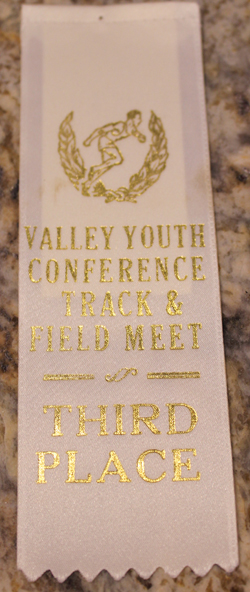 VALLEY YOUTH
CONFERENCE
TRACK &
FIELD MEET
THIRD
PLACE